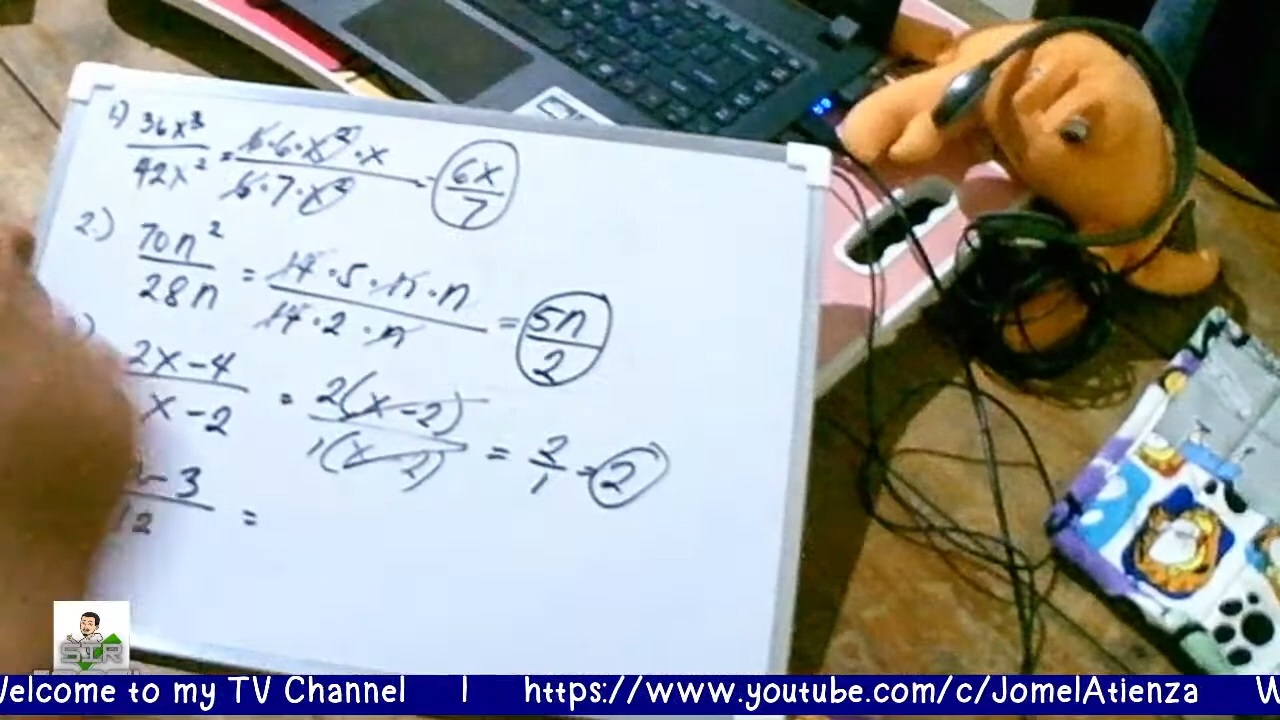 1) 36x³/42x² = 6·6·x²·x/6·7·x² = 6x/7
2.) 70n²/28n = 14·5·n·n/14·2·n = 5n/2
2x-4/x-2 = 2(x-2)/1(x-2) = 2/1 = 2
-3/12 =
SIR
Welcome to my TV Channel | https://www.youtube.com/c/JomelAtienza W